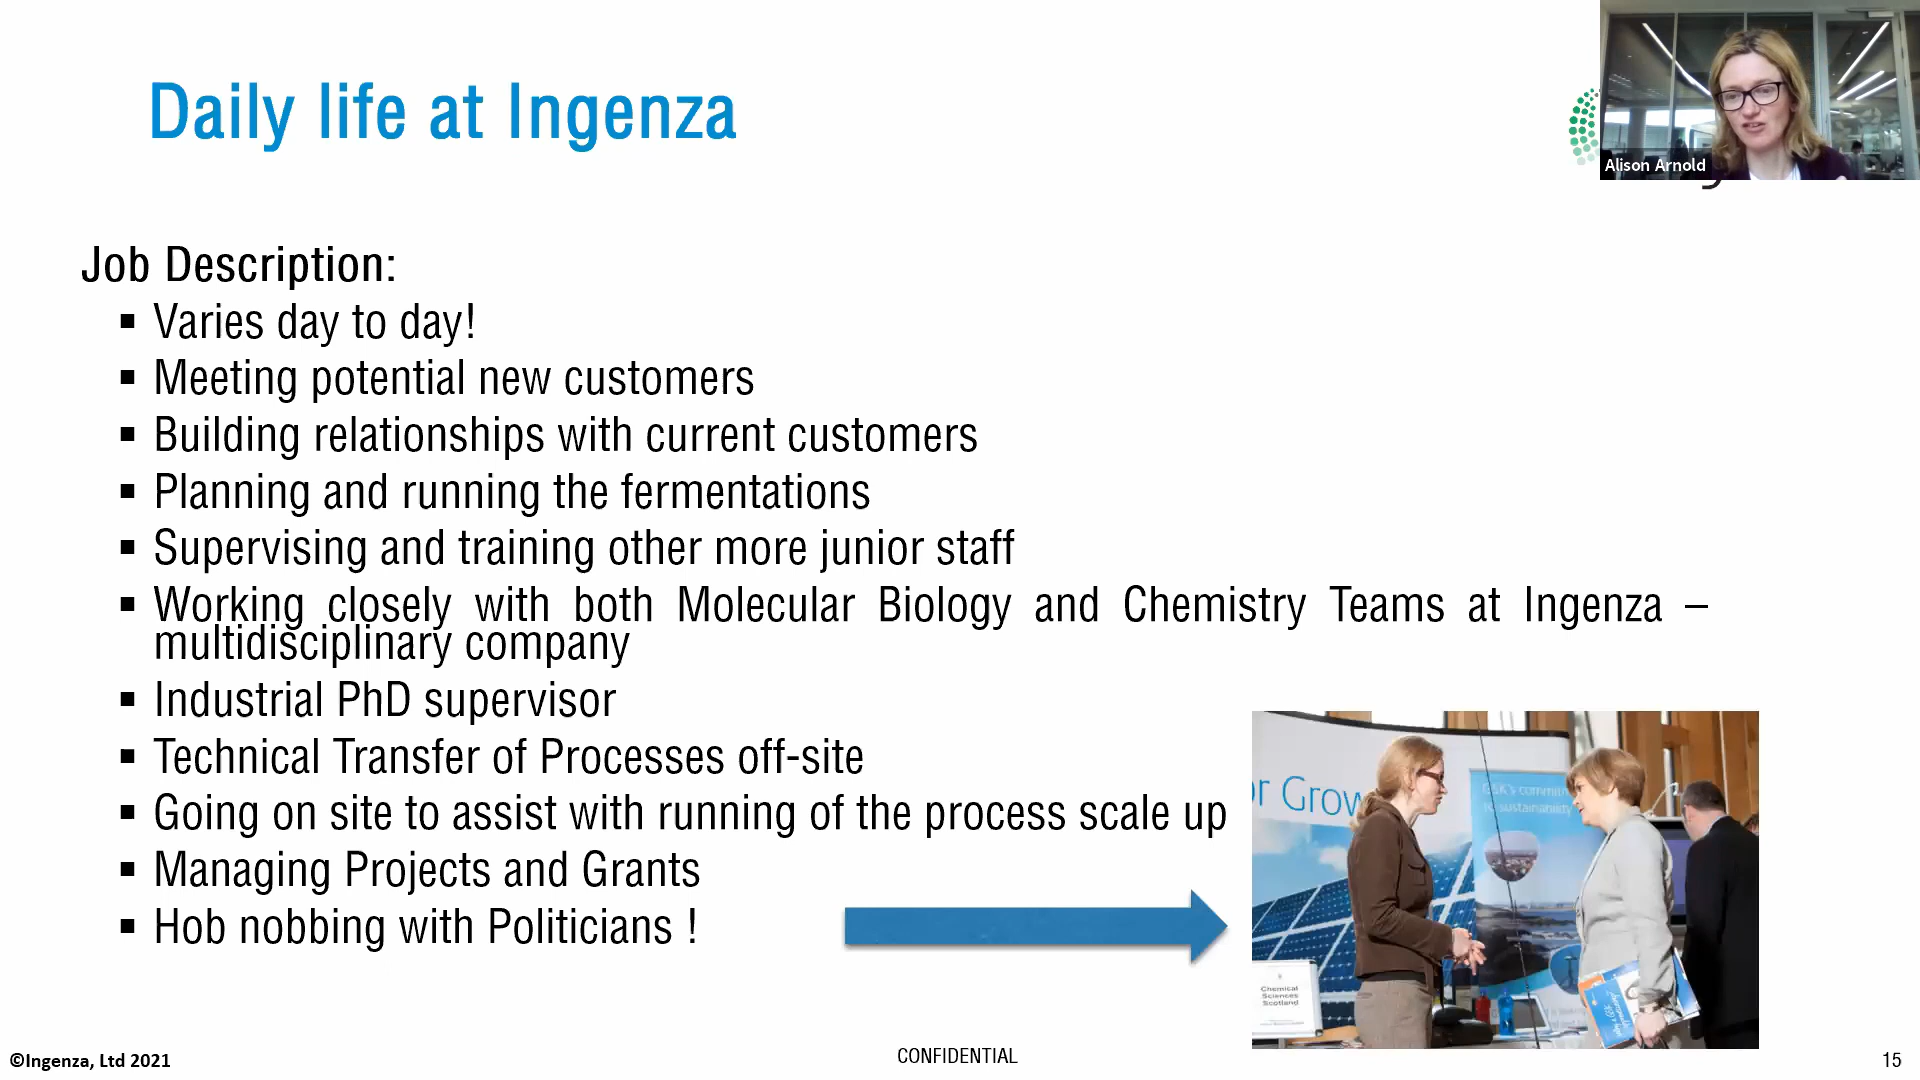 Daily life at Ingenza
Alison Arnold
Job Description:
▪ Varies day to day!
▪ Meeting potential new customers
▪ Building relationships with current customers
▪ Planning and running the fermentations
▪ Supervising and training other more junior staff
▪ Working closely with both Molecular Biology and Chemistry Teams at Ingenza –
multidisciplinary company
▪ Industrial PhD supervisor
▪ Technical Transfer of Processes off-site
▪ Going on site to assist with running of the process scale up
▪ Managing Projects and Grants
▪ Hob nobbing with Politicians !
or Grow
GSK's commitm
to sustainability
Chemical
Sciences
Scotland
©Ingenza, Ltd 2021
CONFIDENTIAL
15